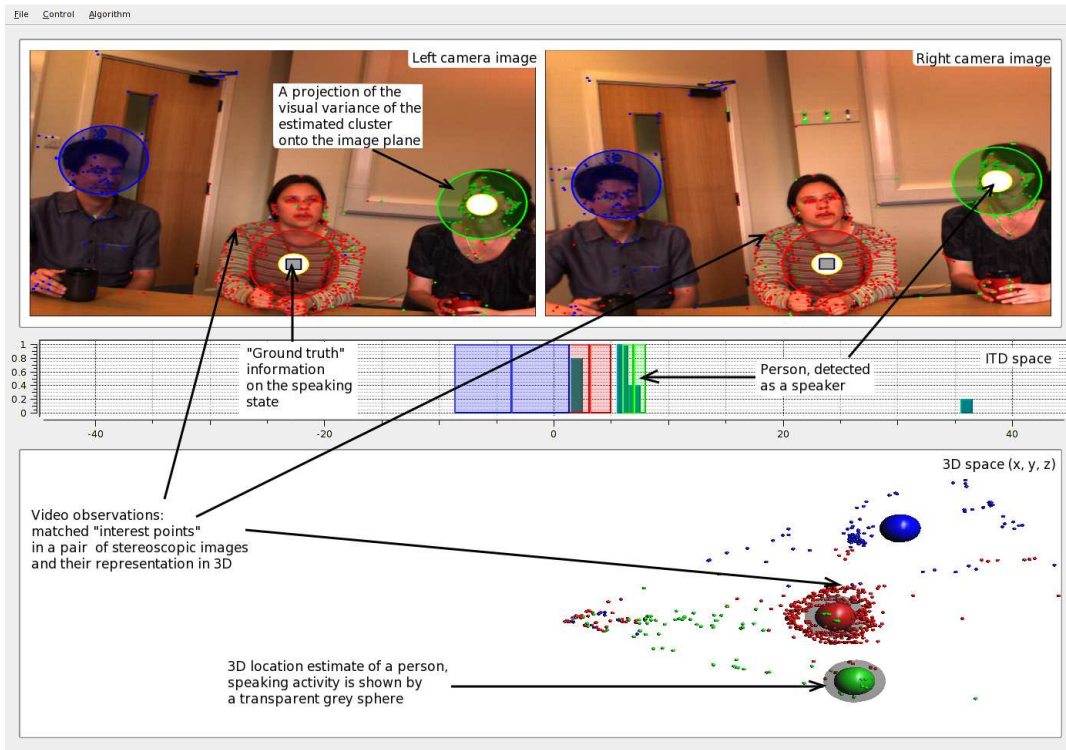 File Control Algorithm
Left camera image
Right camera image
A projection of the
visual variance of the
estimated cluster
onto the image plane
1
0.8
0.6
0.4
0.2
0
"Ground truth"
information
on the speaking
state
Person, detected
as a speaker
ITD space
-40 -20 0 20 40
3D space (x, y, z)
Video observations:
matched "interest points"
in a pair of stereoscopic images
and their representation in 3D
3D location estimate of a person,
speaking activity is shown by
a transparent grey sphere